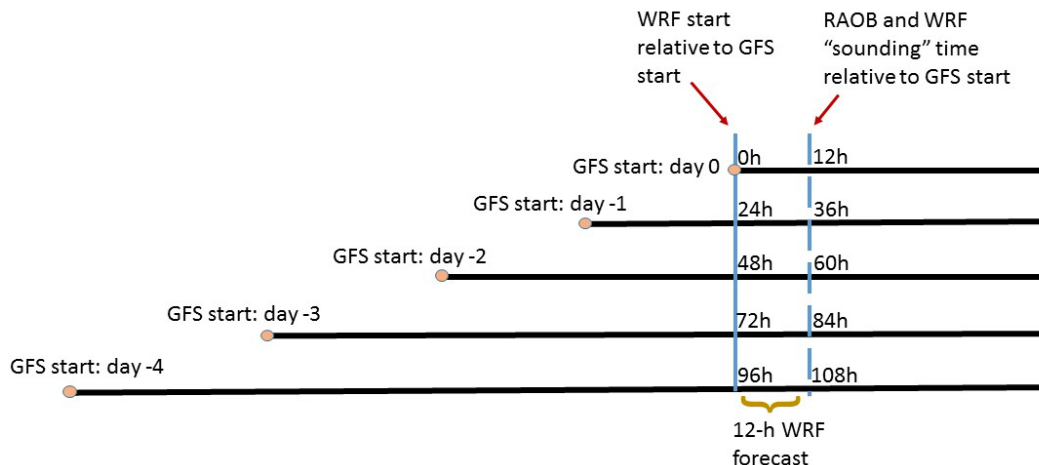 WRF start
relative to GFS
start
RAOB and WRF
“sounding” time
relative to GFS start
GFS start: day 0
0h
12h
GFS start: day -1
24h
36h
GFS start: day -2
48h
60h
GFS start: day -3
72h
84h
GFS start: day -4
96h
108h
12-h WRF
forecast